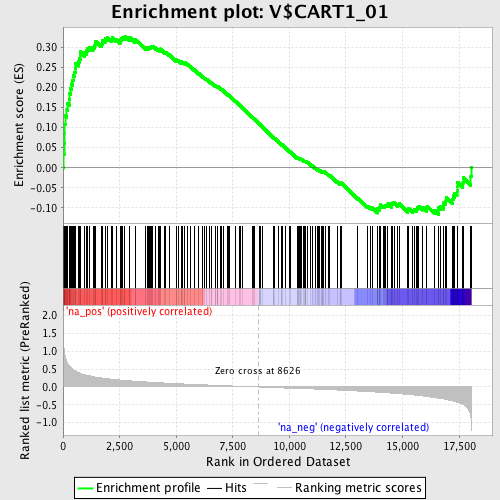 Enrichment plot: V$CART1_01
Enrichment score (ES)
0.30
0.25
0.20
0.15
0.10
0.05
0.00
-0.05
-0.10
'na_pos' (positively correlated)
Ranked list metric (PreRanked)
2.0
1.5
1.0
0.5
0.0
-0.5
-1.0
Zero cross at 8626
'na_neg' (negatively correlated)
0
2,500
5,000
7,500
10,000
12,500
15,000
17,500
Rank in Ordered Dataset
Enrichment profile
Hits
Ranking metric scores